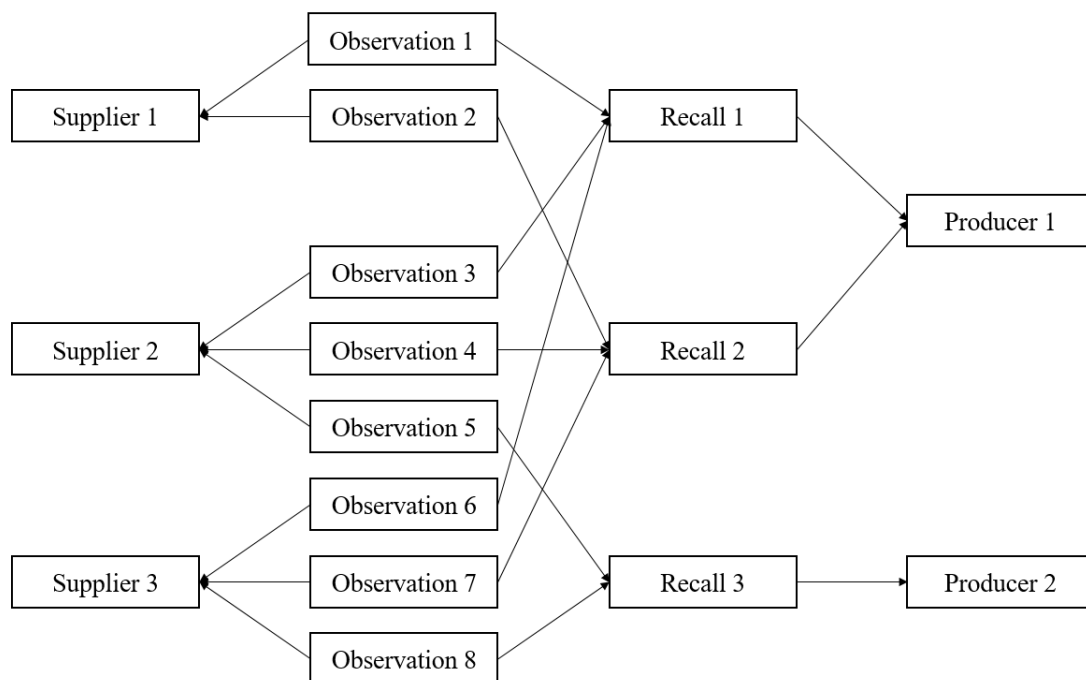 Observation 1
Supplier 1
Observation 2
Recall 1
Producer 1
Observation 3
Supplier 2
Observation 4
Recall 2
Observation 5
Observation 6
Supplier 3
Observation 7
Recall 3
Producer 2
Observation 8